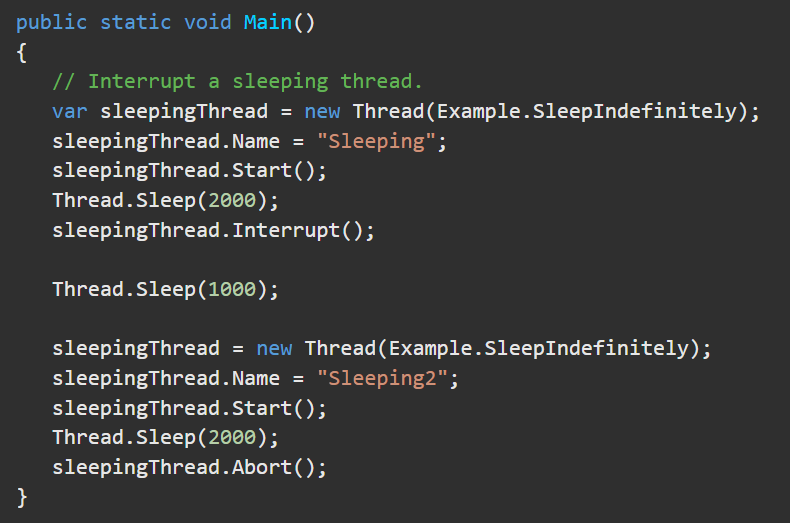 public static void Main()
{
   // Interrupt a sleeping thread.
   var sleepingThread = new Thread(Example.SleepIndefinitely);
   sleepingThread.Name = "Sleeping";
   sleepingThread.Start();
   Thread.Sleep(2000);
   sleepingThread.Interrupt();

   Thread.Sleep(1000);

   sleepingThread = new Thread(Example.SleepIndefinitely);
   sleepingThread.Name = "Sleeping2";
   sleepingThread.Start();
   Thread.Sleep(2000);
   sleepingThread.Abort();
}